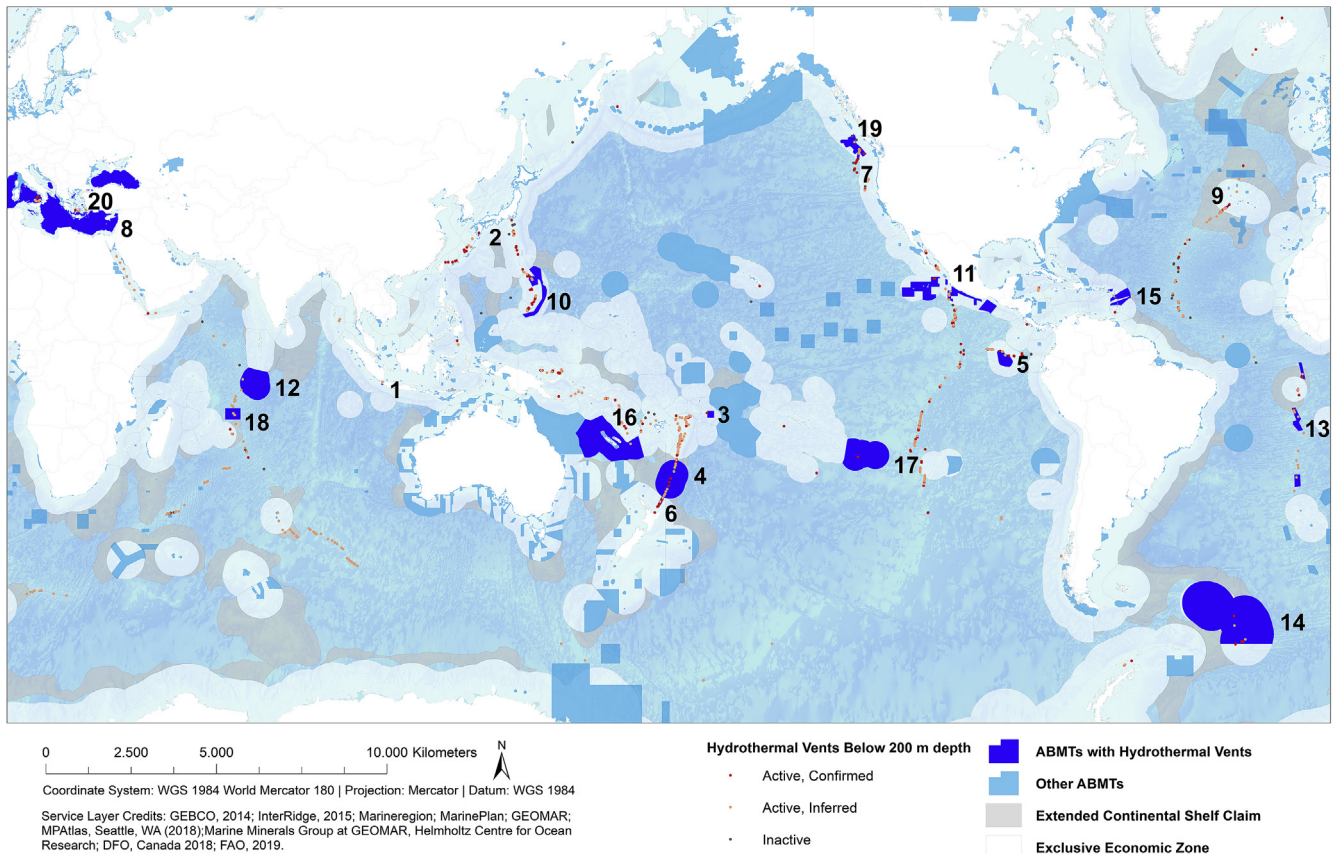 19
7
9
20
8
2
11
10
15
12
5
1
18
16
3
13
17
4
6
14
0 2.500 5.000 10.000 Kilometers
N
Coordinate System: WGS 1984 World Mercator 180 | Projection: Mercator | Datum: WGS 1984
Service Layer Credits: GEBCO, 2014; InterRidge, 2015; Marineregion; MarinePlan; GEOMAR;
MPAtlas, Seattle, WA (2018);Marine Minerals Group at GEOMAR, Helmholtz Centre for Ocean
Research; DFO, Canada 2018; FAO, 2019.
Hydrothermal Vents Below 200 m depth
Active, Confirmed
Active, Inferred
Inactive
ABMTs with Hydrothermal Vents
Other ABMTs
Extended Continental Shelf Claim
Exclusive Economic Zone